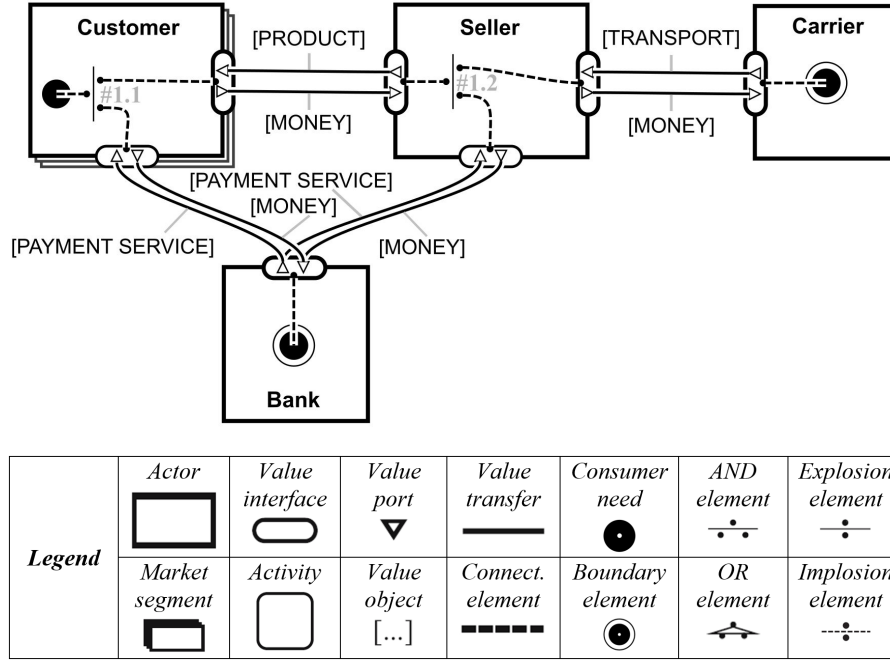 Customer
[PRODUCT]
Seller
[TRANSPORT]
Carrier
#1.1
#1.2
[MONEY]
[MONEY]
[PAYMENT SERVICE]
[MONEY]
[PAYMENT SERVICE]
[MONEY]
Bank
Legend
Actor
Value interface
Value port
Value transfer
Consumer need
AND element
Explosion element
Market segment
Activity
Value object
[...]
Connect. element
Boundary element
OR element
Implosion element